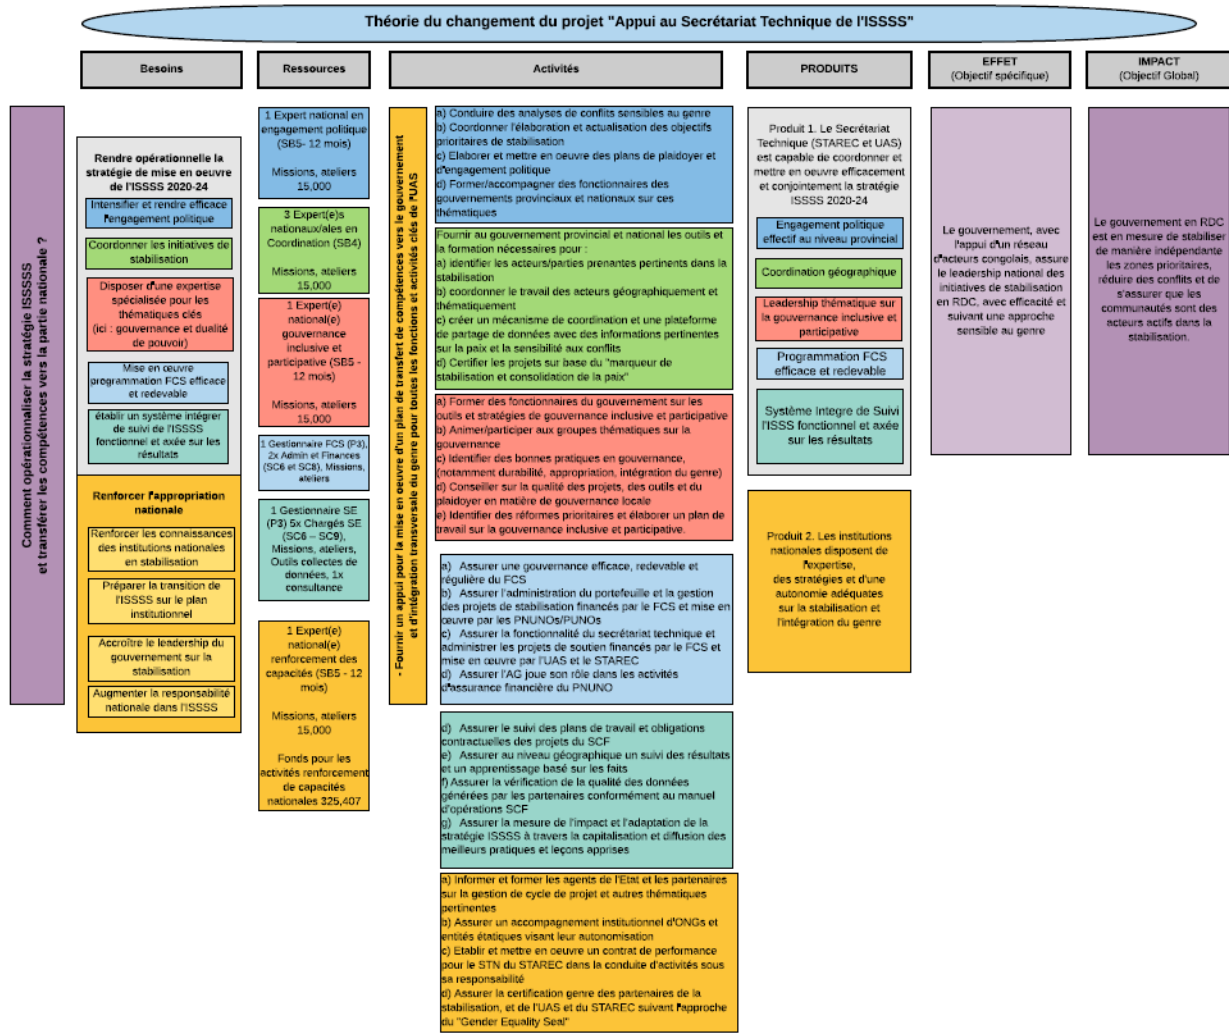 Théorie du changement du projet "Appui au Secrétariat Technique de l'ISSSS"
Besoins
Ressources
Activités
PRODUITS
EFFET
(Objectif spécifique)
IMPACT
(Objectif Global)
Comment opérationnaliser la stratégie ISSSSS
et transférer les compétences vers la partie nationale ?
Rendre opérationnelle la
stratégie de mise en oeuvre
de l'ISSSS 2020-24
Intensifier et rendre efficace
l'engagement politique
Coordonner les initiatives de
stabilisation
Disposer d'une expertise
spécialisée pour les
thématiques clés
(ici : gouvernance et dualité
de pouvoir)
Mise en œuvre
programmation FCS efficace
et redevable
établir un système intégrer
de suivi de l'ISSSS
fonctionnel et axée sur les
résultats
Renforcer l'appropriation
nationale
Renforcer les connaissances
des institutions nationales en
stabilisation
Préparer la transition de
l'ISSSS sur le plan
institutionnel
Accroître le leadership du
gouvernement sur la
stabilisation
Augmenter la responsabilité
nationale dans l'ISSSS
1 Expert national en
engagement politique
(SB5- 12 mois)
Missions, ateliers
15,000
3 Expert(e)s
nationaux/ales en
Coordination (SB4)
Missions, ateliers
15,000
1 Expert(e)
national(e)
gouvernance
inclusive et
participative (SB5 -
12 mois)
Missions, ateliers
15,000
1 Gestionnaire FCS (P3),
2x Admin et Finances
(SC6 et SC8), Missions,
ateliers
1 Gestionnaire SE
(P3) 5x Chargés SE
(SC6 – SC9),
Missions, ateliers,
Outils collectes de
données, 1x
consultance
1 Expert(e)
national(e)
renforcement des
capacités (SB5 - 12
mois)
Missions, ateliers
15,000
Fonds pour les
activités renforcement
de capacités
nationales 325,407
- Fournir un appui pour la mise en oeuvre d'un plan de transfert de compétences vers le gouvernement
et d'intégration transversale du genre pour toutes les fonctions et activités clés de l'UAS
a) Conduire des analyses de conflits sensibles au genre
b) Coordonner l'élaboration et actualisation des objectifs
prioritaires de stabilisation
c) Elaborer et mettre en oeuvre des plans de plaidoyer et
d'engagement politique
d) Former/accompagner des fonctionnaires des
gouvernements provinciaux et nationaux sur ces
thématiques
Fournir au gouvernement provincial et national les outils et
la formation nécessaires pour :
a) identifier les acteurs/parties prenantes pertinents dans la
stabilisation
b) coordonner le travail des acteurs géographiquement et
thématiquement
c) créer un mécanisme de coordination et une plateforme
de partage de données avec des informations pertinentes
sur la paix et la sensibilité aux conflits
d) Certifier les projets sur base du "marqueur de
stabilisation et consolidation de la paix"
a) Former des fonctionnaires du gouvernement sur les
outils et stratégies de gouvernance inclusive et participative
b) Animer/participer aux groupes thématiques sur la
gouvernance
c) Identifier des bonnes pratiques en gouvernance,
(notamment durabilité, appropriation, intégration du genre)
d) Conseiller sur la qualité des projets, des outils et du
plaidoyer en matière de gouvernance locale
e) Identifier des réformes prioritaires et élaborer un plan de
travail sur la gouvernance inclusive et participative.
a) Assurer une gouvernance efficace, redevable et
régulière du FCS
b) Assurer l'administration du portefeuille et la gestion
des projets de stabilisation financés par le FCS et mise en
œuvre par les PNUNOs/PUNOs
c) Assurer la fonctionnalité du secrétariat technique et
administrer les projets de soutien financés par le FCS et
mise en œuvre par l'UAS et le STAREC
d) Assurer l'AG joue son rôle dans les activités
d'assurance financière du PNUNO
d) Assurer le suivi des plans de travail et obligations
contractuelles des projets du SCF
e) Assurer au niveau géographique un suivi des résultats
et un apprentissage basé sur les faits
f) Assurer la vérification de la qualité des données
générées par les partenaires conformément au manuel
d'opérations SCF
g) Assurer la mesure de l'impact et l'adaptation de la
stratégie ISSSS à travers la capitalisation et diffusion des
meilleurs pratiques et leçons apprises
a) Informer et former les agents de l'Etat et les partenaires
sur la gestion de cycle de projet et autres thématiques
pertinentes
b) Assurer un accompagnement institutionnel d'ONGs et
entités étatiques visant leur autonomisation
c) Etablir et mettre en oeuvre un contrat de performance
pour le STN du STAREC dans la conduite d'activités sous
sa responsabilité
d) Assurer la certification genre des partenaires de la
stabilisation, et de l'UAS et du STAREC suivant l'approche
du "Gender Equality Seal"
Produit 1. Le Secrétariat
Technique (STAREC et UAS)
est capable de coordonner et
mettre en oeuvre efficacement
et conjointement la stratégie
ISSSS 2020-24
Engagement politique
effectif au niveau provincial
Coordination géographique
Leadership thématique sur
la gouvernance inclusive et
participative
Programmation FCS
efficace et redevable
Système Integre de Suivi
l'ISSS fonctionnel et axée
sur les résultats
Produit 2. Les institutions
nationales disposent de
l'expertise,
des stratégies et d'une
autonomie adéquates
sur la stabilisation et
l'intégration du genre
Le gouvernement, avec
l'appui d'un réseau
d'acteurs congolais, assure
le leadership national des
initiatives de stabilisation
en RDC, avec efficacité et
suivant une approche
sensible au genre
Le gouvernement en RDC
est en mesure de stabiliser
de manière indépendante
les zones prioritaires,
réduire des conflits et de
s'assurer que les
communautés sont des
acteurs actifs dans la
stabilisation.